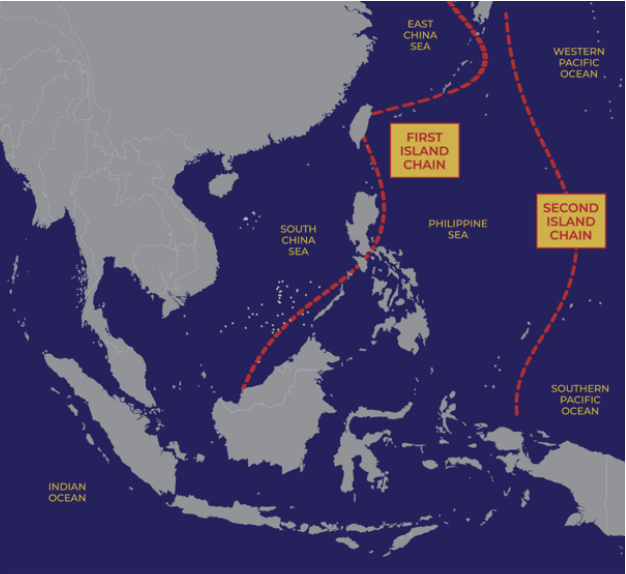 EAST
CHINA
SEA
WESTERN
PACIFIC
OCEAN
FIRST
ISLAND
CHAIN
SECOND
ISLAND
CHAIN
SOUTH
CHINA
SEA
PHILIPPINE
SEA
SOUTHERN
PACIFIC
OCEAN
INDIAN
OCEAN